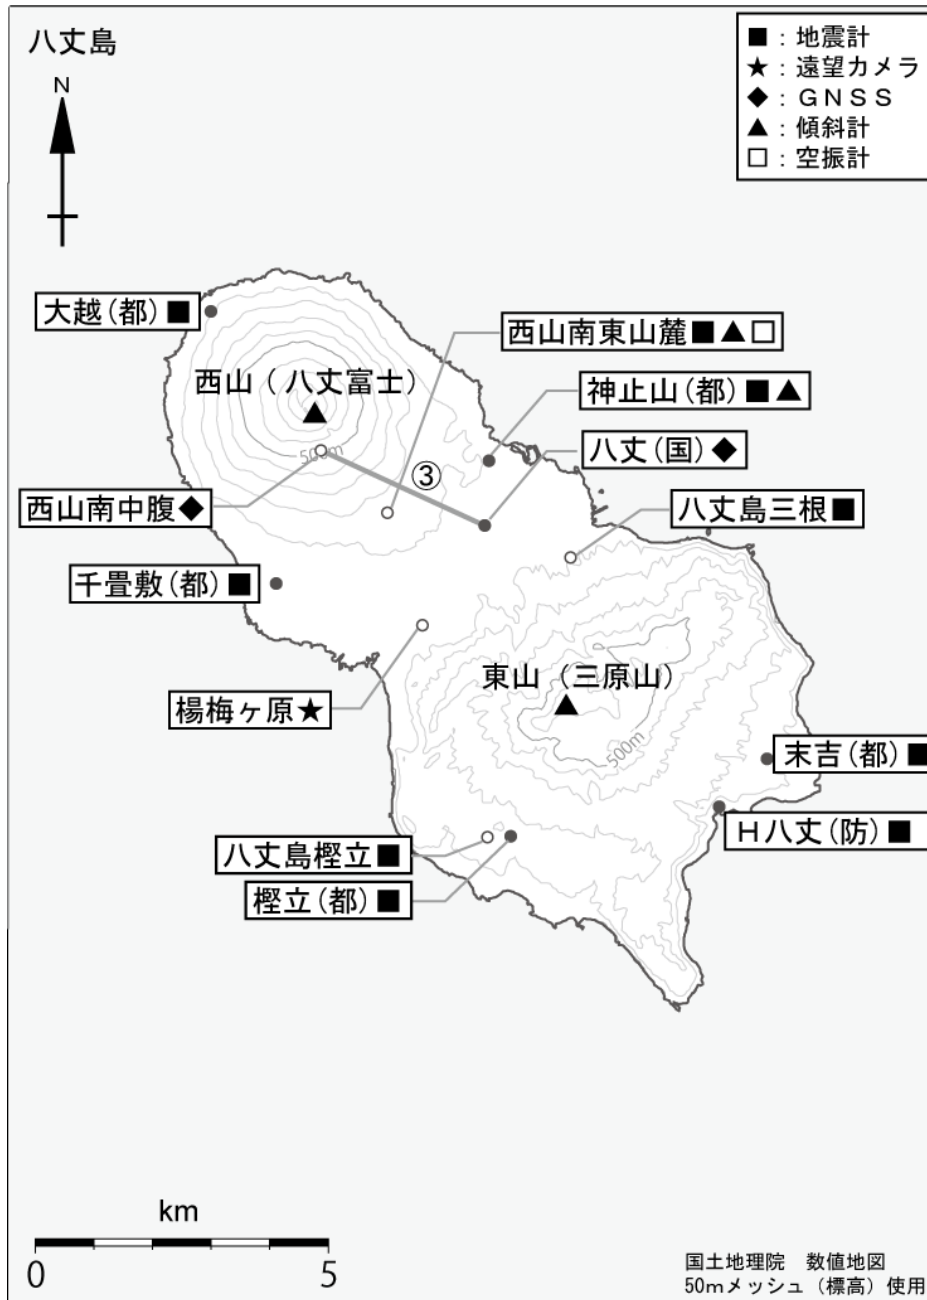 八丈島
■：地震計
★：遠望カメラ
◆：ＧＮＳＳ
▲：傾斜計
□：空振計
N
大越(都)■
西山南東山麓■▲□
西山（八丈富士）
神止山(都)■▲
500m
③
八丈(国)◆
西山南中腹◆
八丈島三根■
千畳敷(都)■
東山（三原山）
楊梅ヶ原★
500m
末吉(都)■
Ｈ八丈(防)■
八丈島樫立■
樫立(都)■
km
0 5
国土地理院　数値地図
50mメッシュ（標高）使用